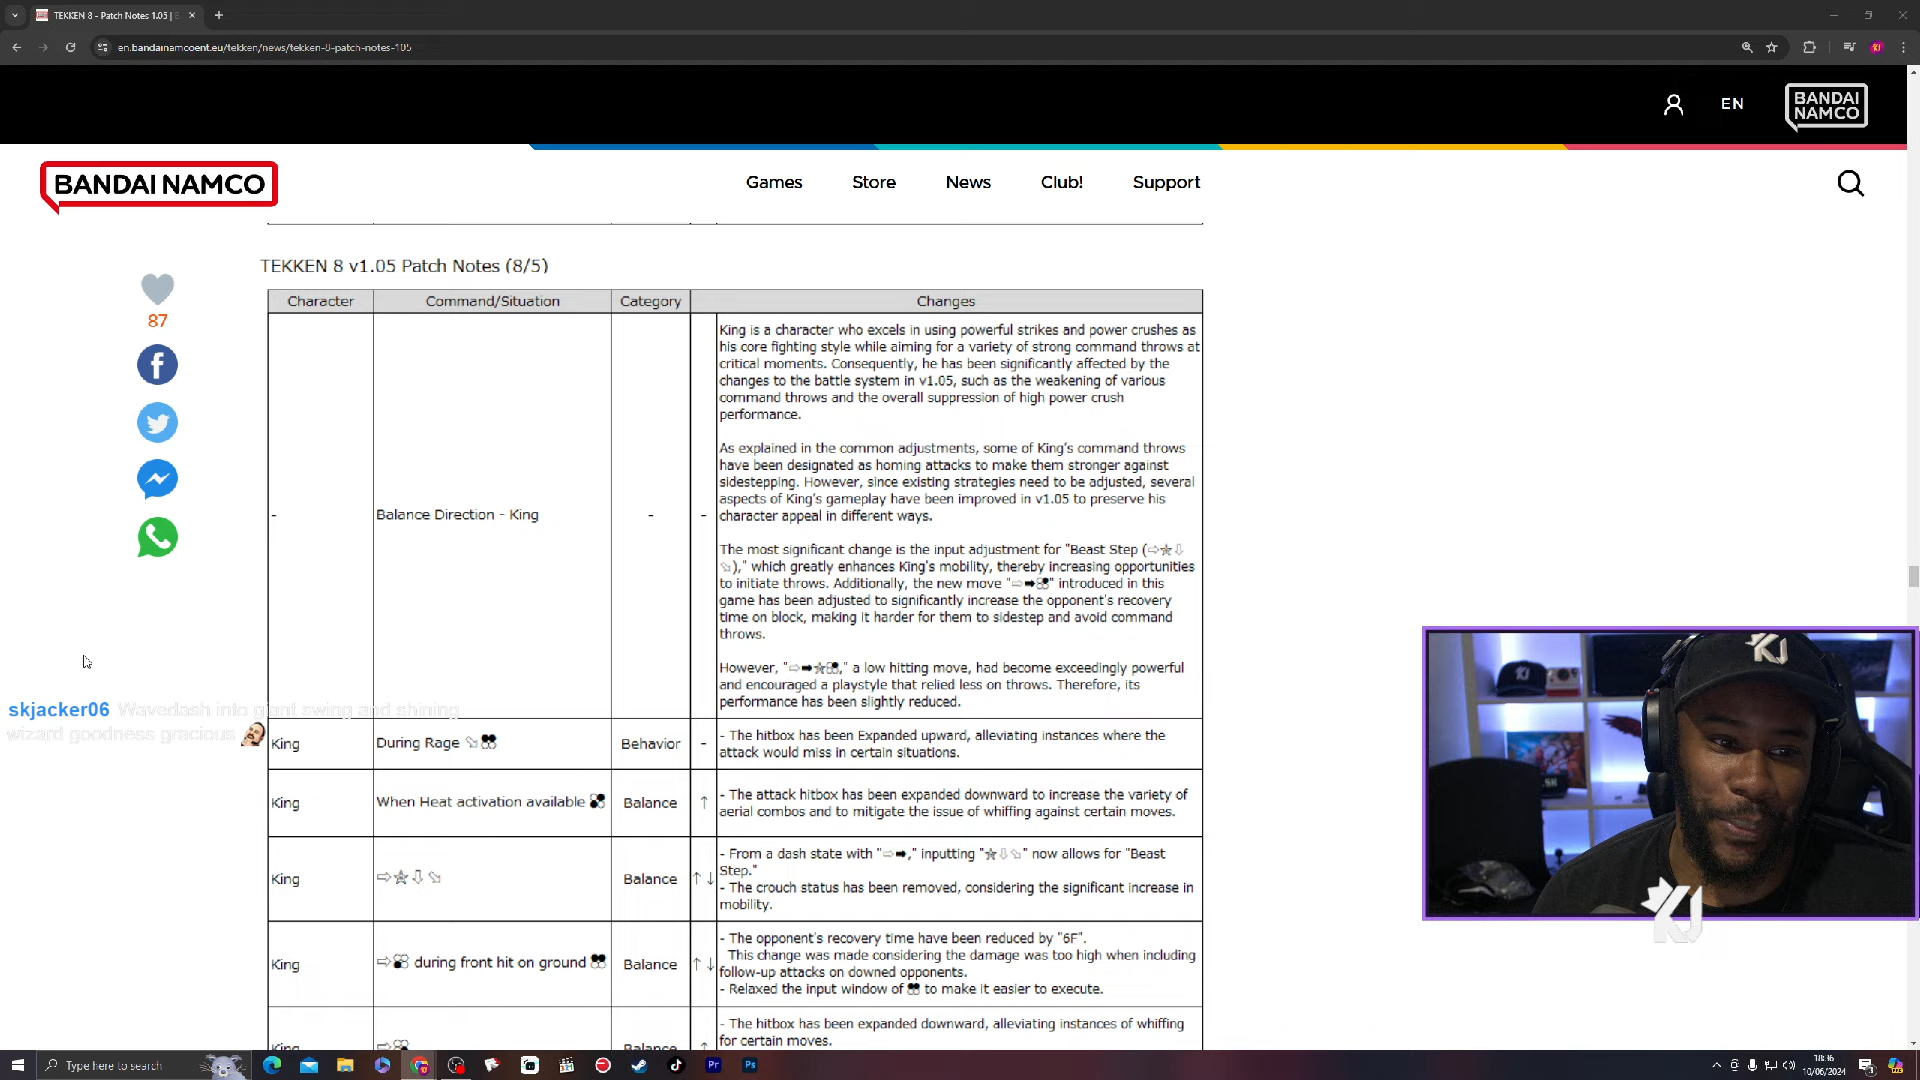 TEKKEN 8 - Patch Notes 1.05 |
en.bandainamcoent.eu/tekken/news/tekken-8-patch-notes-105
EN
BANDAI
NAMCO
BANDAI NAMCO
Games Store News Club! Support
87
TEKKEN 8 v1.05 Patch Notes (8/5)
Character Command/Situation Category Changes
- Balance Direction - King - -
King is a character who excels in using powerful strikes and power crushes as
his core fighting style while aiming for a variety of strong command throws at
critical moments. Consequently, he has been significantly affected by the
changes to the battle system in v1.05, such as the weakening of various
command throws and the overall suppression of high power crush
performance.
As explained in the common adjustments, some of King's command throws
have been designated as homing attacks to make them stronger against
sidestepping. However, since existing strategies need to be adjusted, several
aspects of King's gameplay have been improved in v1.05 to preserve his
character appeal in different ways.
The most significant change is the input adjustment for "Beast Step (⇨☆⇩
⬂)," which greatly enhances King's mobility, thereby increasing opportunities
to initiate throws. Additionally, the new move "⇨➡" introduced in this
game has been adjusted to significantly increase the opponent's recovery
time on block, making it harder for them to sidestep and avoid command
throws.
However, "⇨➡☆," a low hitting move, had become exceedingly powerful
and encouraged a playstyle that relied less on throws. Therefore, its
performance has been slightly reduced.
skjacker06 Wavedash into giant swing and shining
wizard goodness gracious
King During Rage ⬂ Behavior -
- The hitbox has been Expanded upward, alleviating instances where the
attack would miss in certain situations.
King When Heat activation available Balance ↑
- The attack hitbox has been expanded downward to increase the variety of
aerial combos and to mitigate the issue of whiffing against certain moves.
King ⇨☆⇩⬂ Balance ↑↓
- From a dash state with "⇨➡," inputting "☆⇩⬂" now allows for "Beast
Step."
- The crouch status has been removed, considering the significant increase in
mobility.
King ⇨ during front hit on ground Balance ↑↓
- The opponent's recovery time have been reduced by "6F".
This change was made considering the damage was too high when including
follow-up attacks on downed opponents.
- Relaxed the input window of to make it easier to execute.
King ⇨ Balance ↑
- The hitbox has been expanded downward, alleviating instances of whiffing
for certain moves.
KJ
KJ
Type here to search
Pr Ps
18:36
10/06/2024